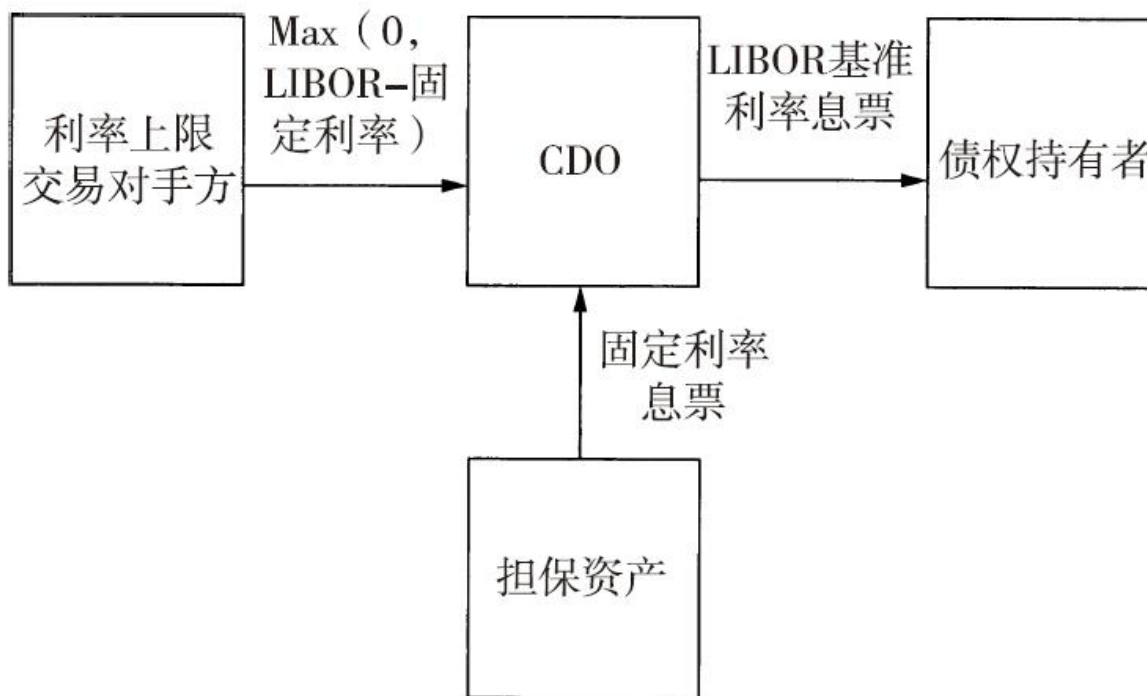 利率上限
交易对手方
Max（0，
LIBOR–固
定利率）
CDO
LIBOR基准
利率息票
债权持有者
固定利率
息票
担保资产